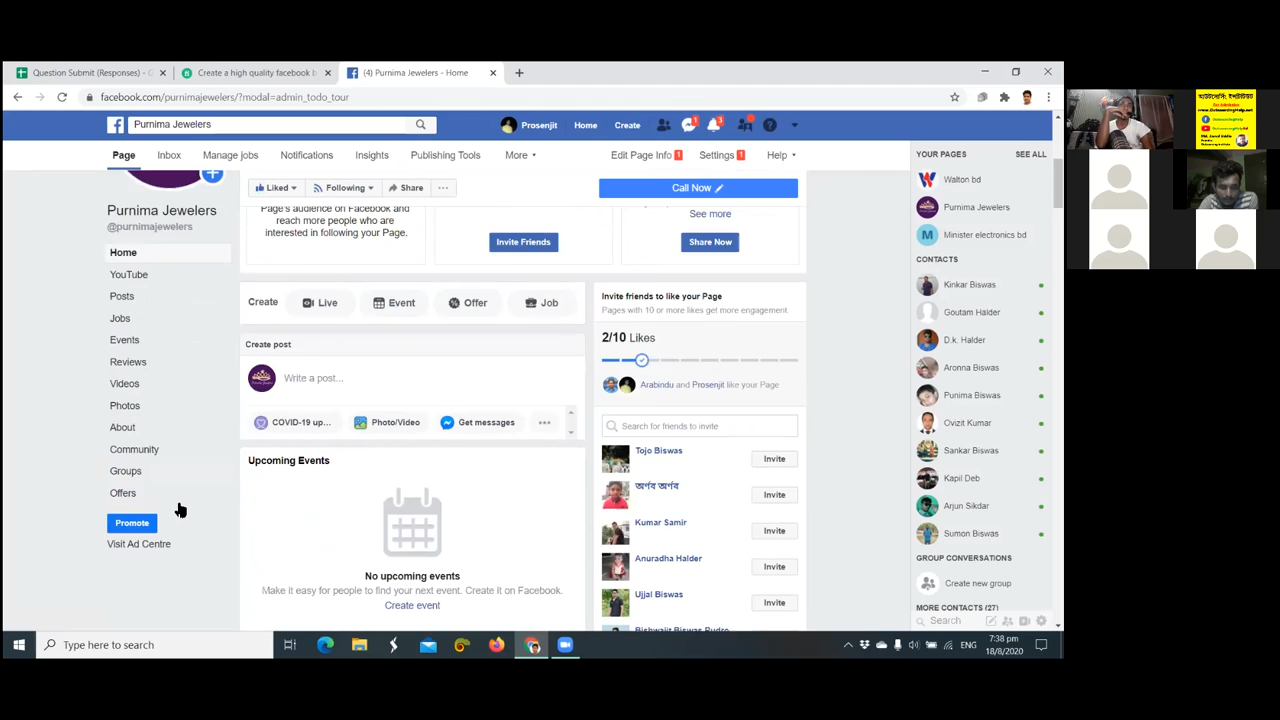 Question Submit (Responses) - G
Create a high quality facebook b
(4) Purnima Jewelers - Home
facebook.com/purnimajewelers/?modal=admin_todo_tour
Purnima Jewelers
Prosenjit
Home
Create
1
3
Page
Inbox
Manage jobs
Notifications
Insights
Publishing Tools
More
Edit Page Info 1
Settings 1
Help
Liked
Following
Share
Call Now
Purnima Jewelers
@purnimajewelers
Home
YouTube
Posts
Jobs
Events
Reviews
Videos
Photos
About
Community
Groups
Offers
Promote
Visit Ad Centre
Page's audience on Facebook and
reach more people who are
interested in following your Page.
Invite Friends
See more
Share Now
Create
Live
Event
Offer
Job
Create post
Write a post...
COVID-19 up...
Photo/Video
Get messages
Upcoming Events
No upcoming events
Make it easy for people to find your next event. Create it on Facebook.
Create event
Invite friends to like your Page
Pages with 10 or more likes get more engagement.
2/10 Likes
Arabindu and Prosenjit like your Page
Search for friends to invite
Tojo Biswas
Invite
অর্ণব অর্ণব
Invite
Kumar Samir
Invite
Anuradha Halder
Invite
Ujjal Biswas
Invite
Bishwajit Biswas Rudro
YOUR PAGES
SEE ALL
Walton bd
Purnima Jewelers
M
Minister electronics bd
CONTACTS
Kinkar Biswas
Goutam Halder
D.k. Halder
Aronna Biswas
Punima Biswas
Ovizit Kumar
Sankar Biswas
Kapil Deb
Arjun Sikdar
Sumon Biswas
GROUP CONVERSATIONS
Create new group
MORE CONTACTS (27)
Search
Type here to search
ENG
7:38 pm
18/8/2020